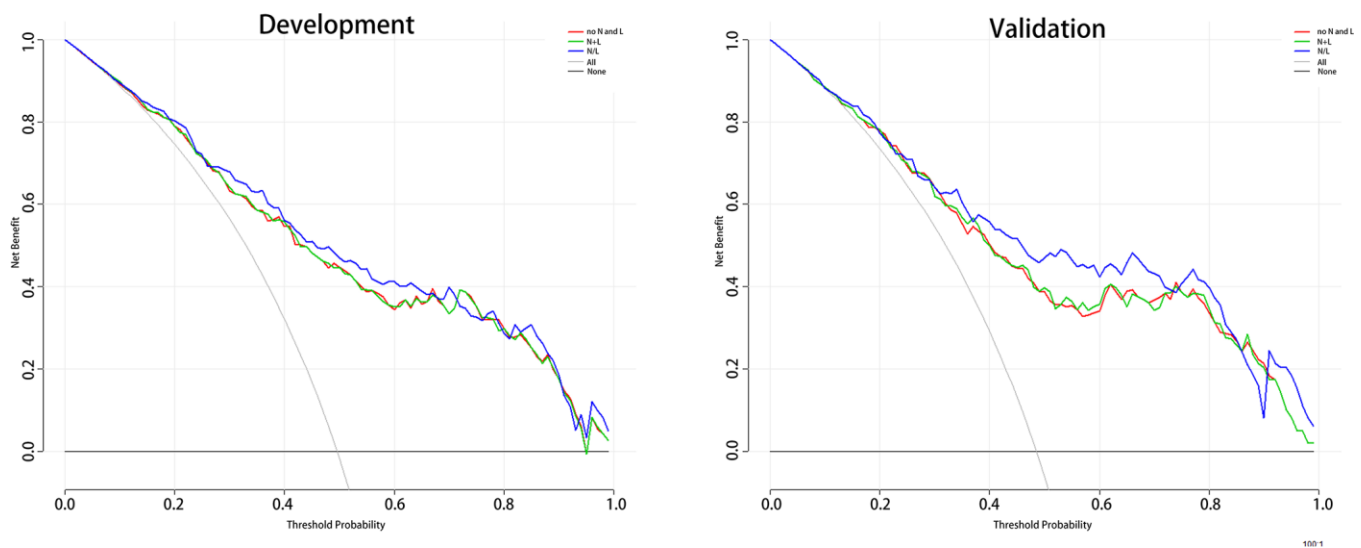 Development
no N and L
N+L
N/L
All
None
Net Benefit
1.0
0.8
0.6
0.4
0.2
0.0
0.0 0.2 0.4 0.6 0.8 1.0
Threshold Probability
Validation
no N and L
N+L
N/L
All
None
Net Benefit
1.0
0.8
0.6
0.4
0.2
0.0
0.0 0.2 0.4 0.6 0.8 1.0
Threshold Probability
100:1